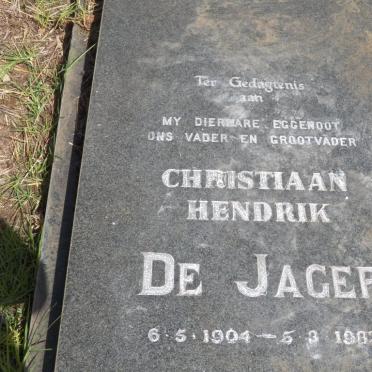 Ter Gedagtenis
aan
MY DIERBARE EGGENOOT
ONS VADER EN GROOTVADER
CHRISTIAAN
HENDRIK
DE JAGER
6·5·1904 — 5·3·198